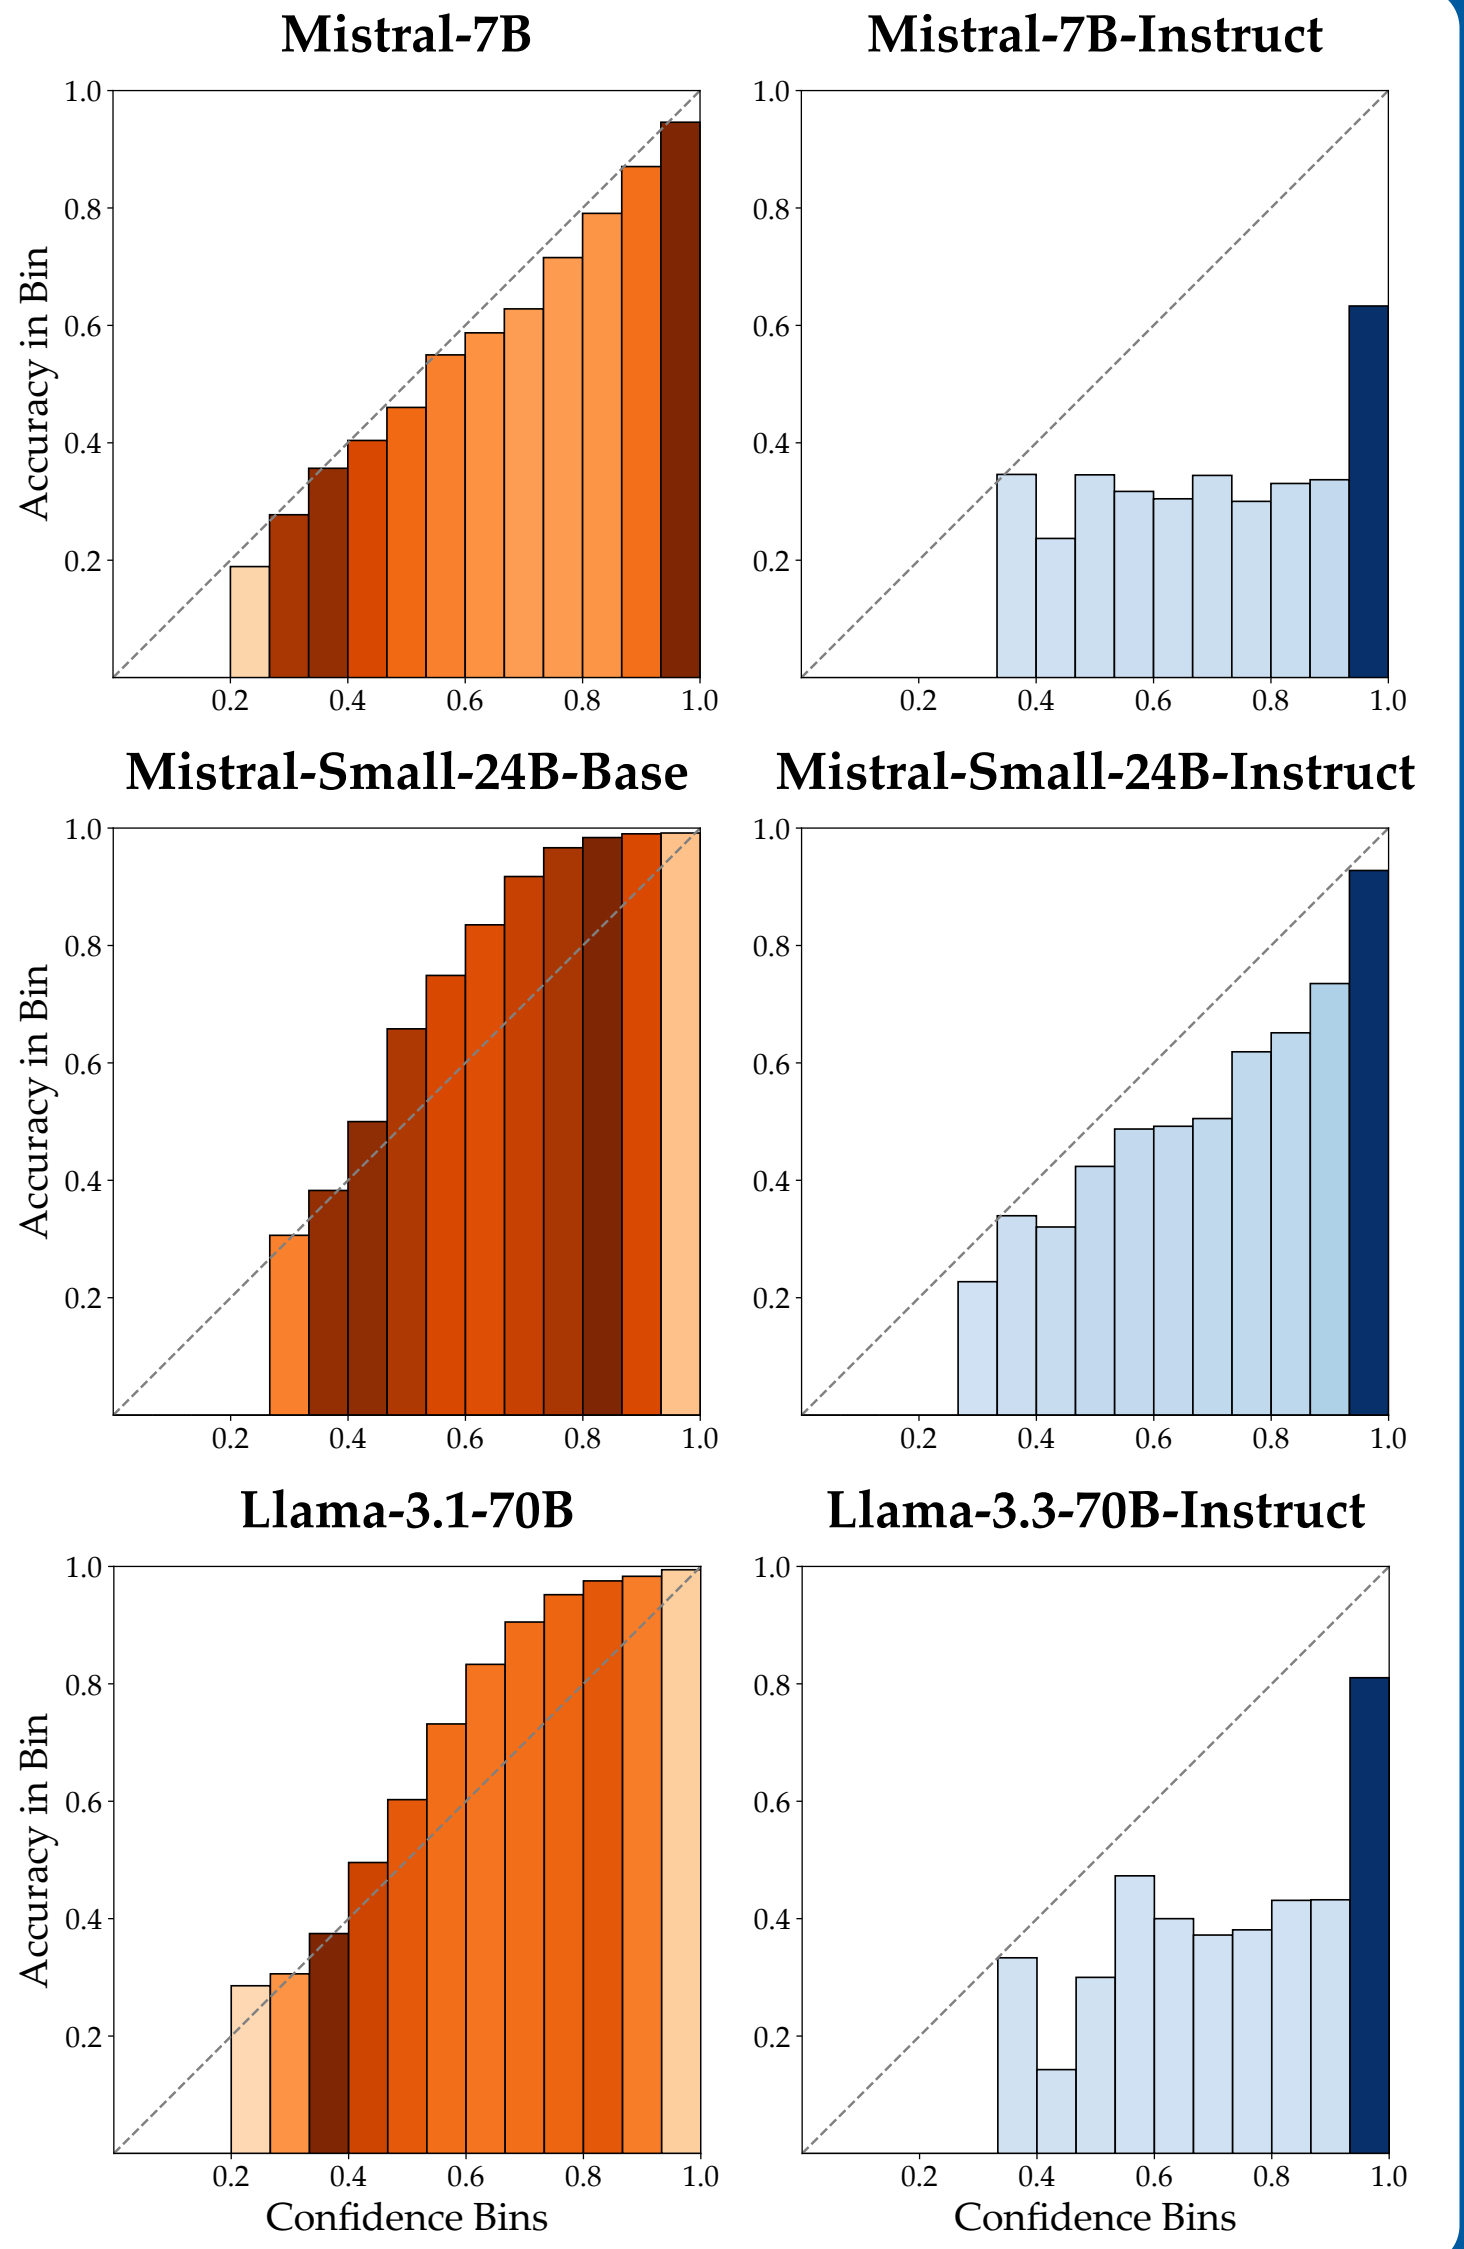 Mistral-7B
Mistral-7B-Instruct
Accuracy in Bin
1.0
0.8
0.6
0.4
0.2
0.2 0.4 0.6 0.8 1.0
1.0
0.8
0.6
0.4
0.2
0.2 0.4 0.6 0.8 1.0
Mistral-Small-24B-Base
Mistral-Small-24B-Instruct
Accuracy in Bin
1.0
0.8
0.6
0.4
0.2
0.2 0.4 0.6 0.8 1.0
1.0
0.8
0.6
0.4
0.2
0.2 0.4 0.6 0.8 1.0
Llama-3.1-70B
Llama-3.3-70B-Instruct
Accuracy in Bin
1.0
0.8
0.6
0.4
0.2
0.2 0.4 0.6 0.8 1.0
Confidence Bins
1.0
0.8
0.6
0.4
0.2
0.2 0.4 0.6 0.8 1.0
Confidence Bins